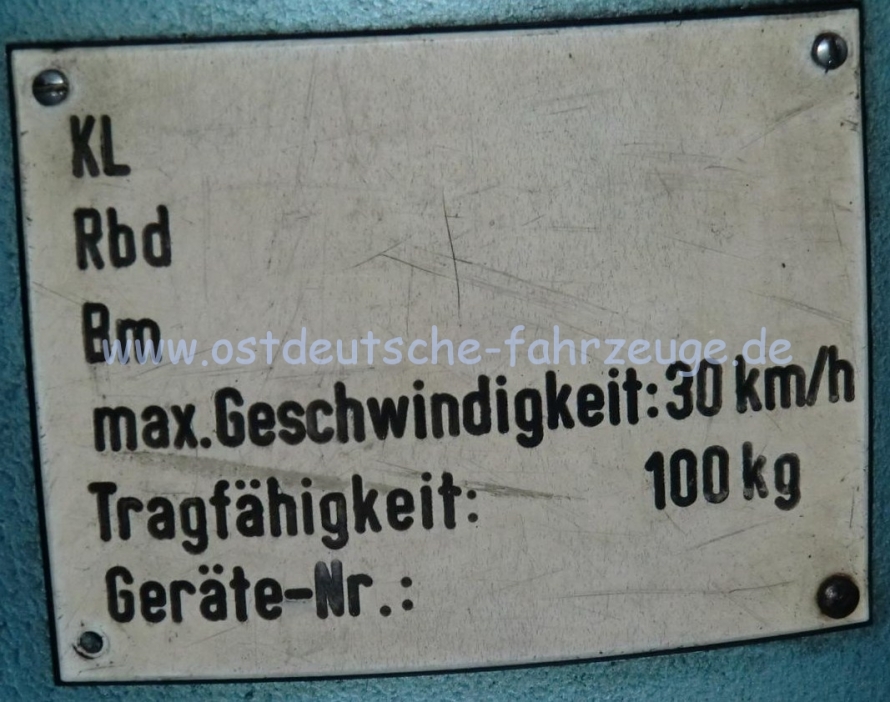 KL
Rbd
Bm
www.ostdeutsche-fahrzeuge.de
max.Geschwindigkeit:30 km/h
Tragfähigkeit: 100 kg
Geräte-Nr.: